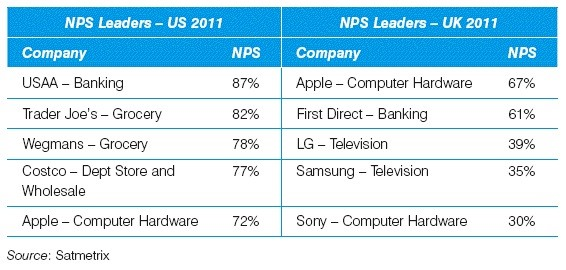 NPS Leaders – US 2011 NPS Leaders – UK 2011
Company NPS Company NPS
USAA – Banking 87% Apple – Computer Hardware 67%
Trader Joe's – Grocery 82% First Direct – Banking 61%
Wegmans – Grocery 78% LG – Television 39%
Costco – Dept Store and 77% Samsung – Television 35%
Wholesale
Apple – Computer Hardware 72% Sony – Computer Hardware 30%
Source: Satmetrix